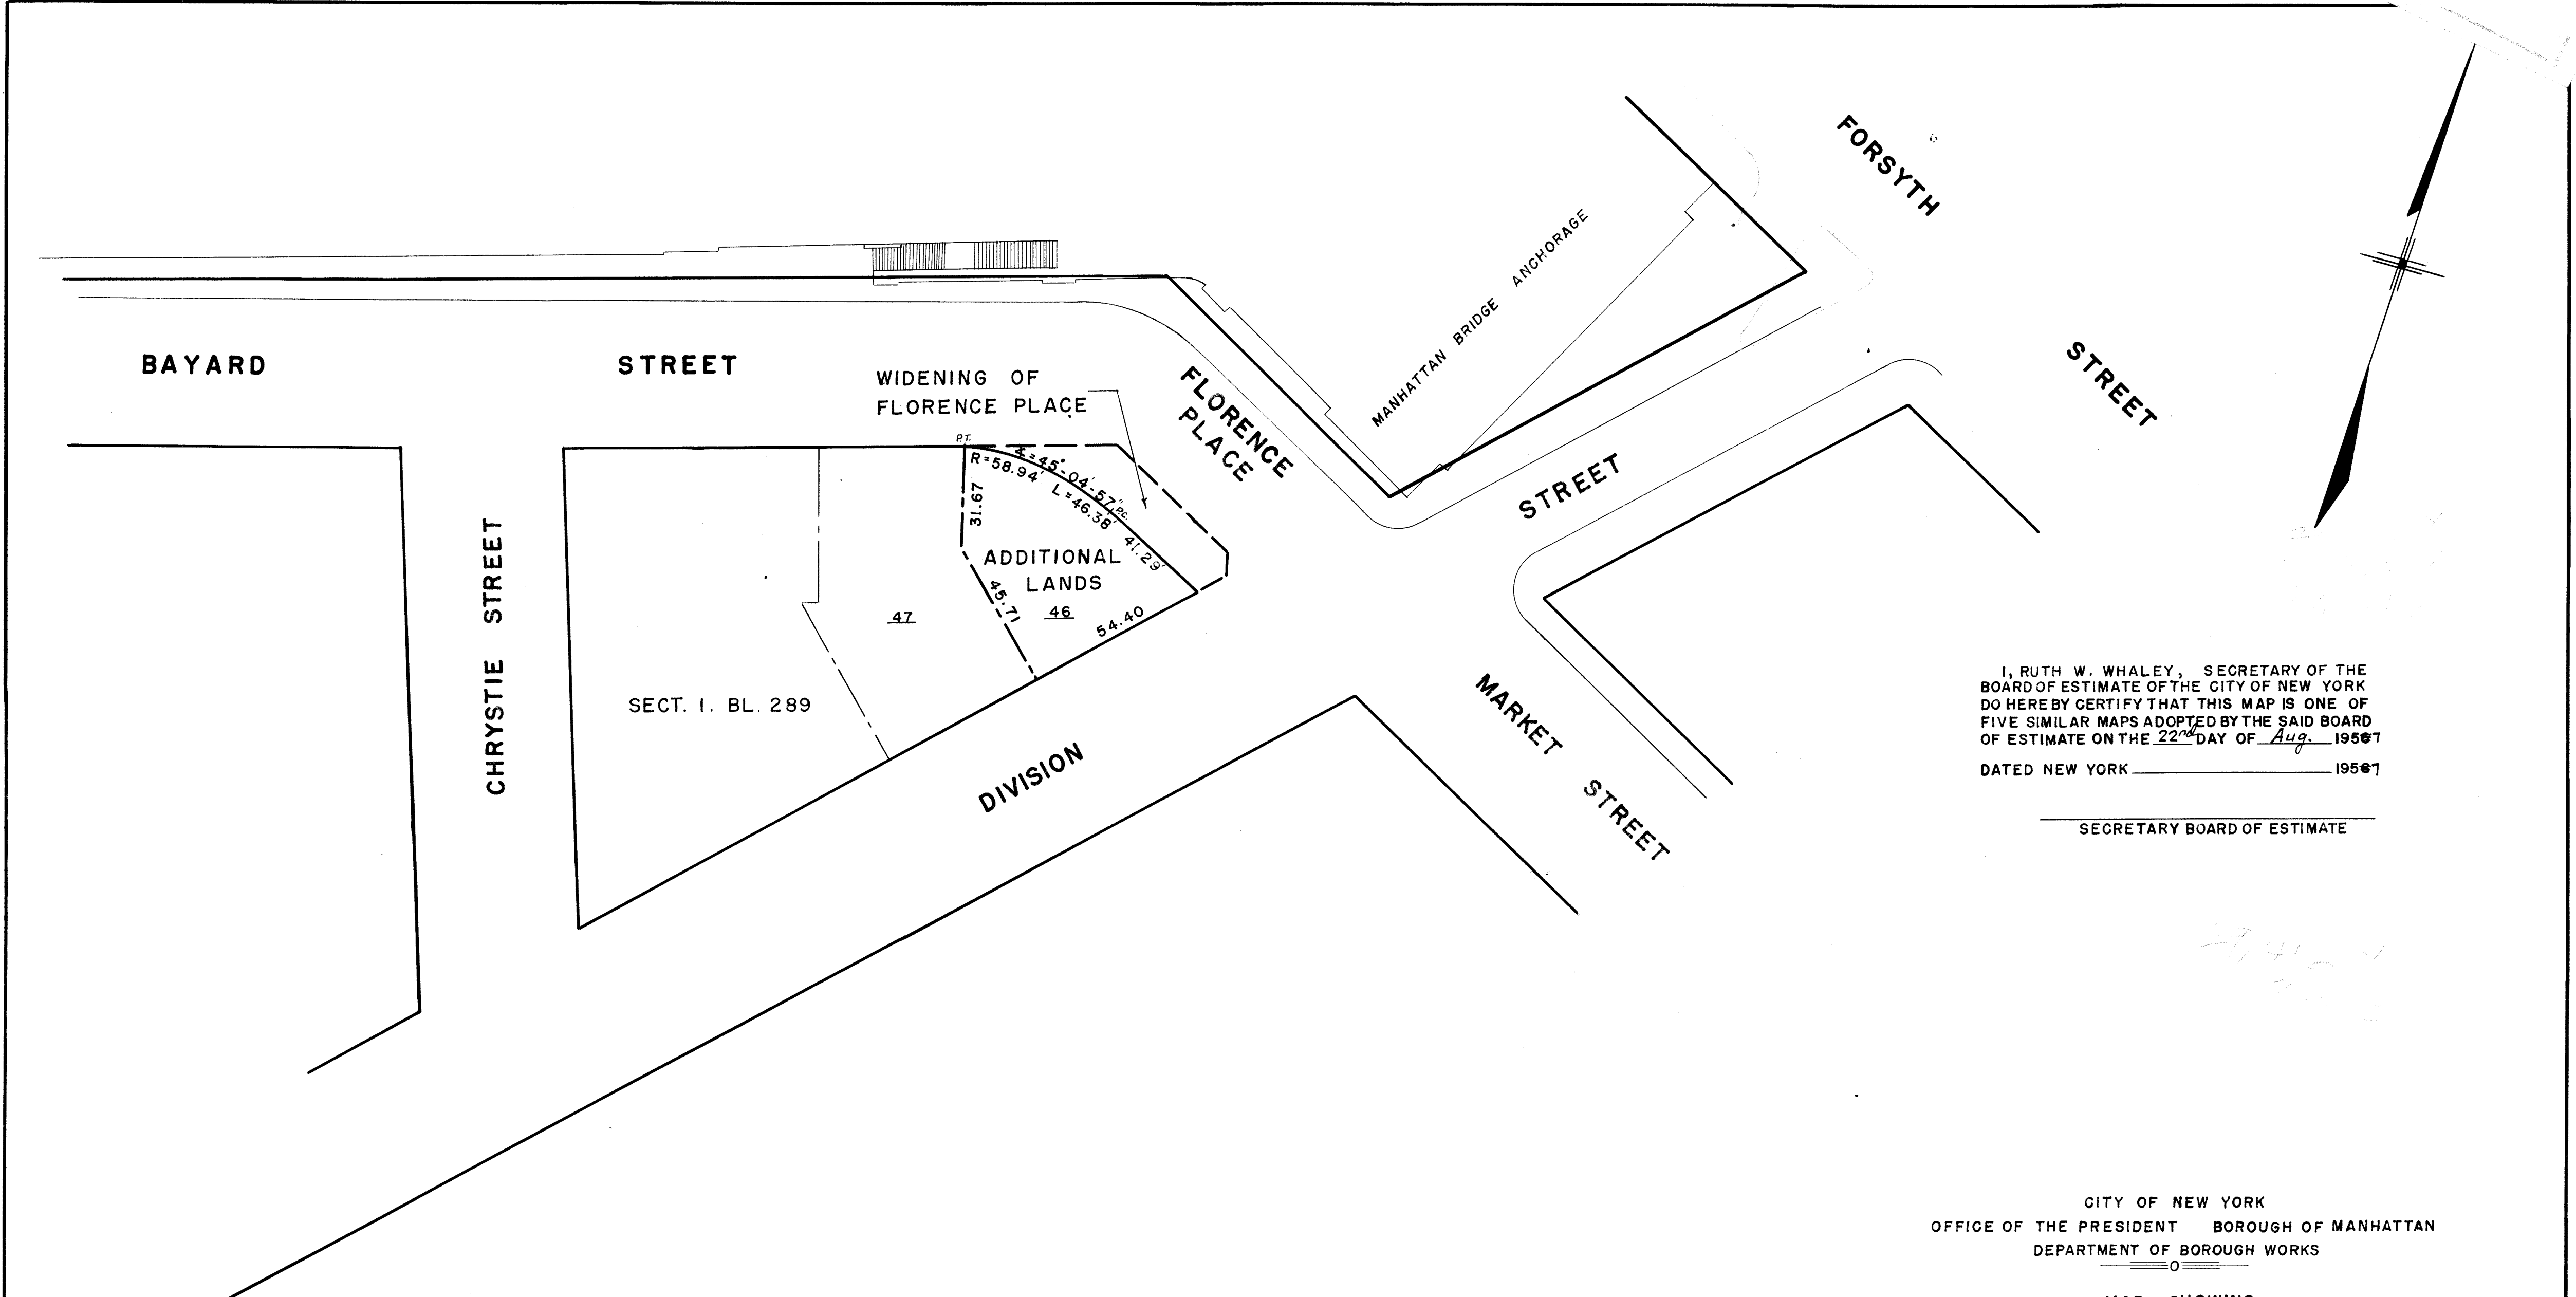 FORSYTH
STREET
MANHATTAN BRIDGE ANCHORAGE
BAYARD STREET
WIDENING OF
FLORENCE PLACE
FLORENCE
PLACE
P.T.
∡=45°-04'-57"
R=58.94' L=46.38'
P.C.
41.29'
31.67
ADDITIONAL
LANDS
46
45.71
54.40
47
SECT. 1. BL. 289
CHRYSTIE STREET
DIVISION STREET
MARKET STREET
I, RUTH W. WHALEY, SECRETARY OF THE
BOARD OF ESTIMATE OF THE CITY OF NEW YORK
DO HEREBY CERTIFY THAT THIS MAP IS ONE OF
FIVE SIMILAR MAPS ADOPTED BY THE SAID BOARD
OF ESTIMATE ON THE 22nd DAY OF Aug. 1957
DATED NEW YORK 1957
SECRETARY BOARD OF ESTIMATE
CITY OF NEW YORK
OFFICE OF THE PRESIDENT BOROUGH OF MANHATTAN
DEPARTMENT OF BOROUGH WORKS